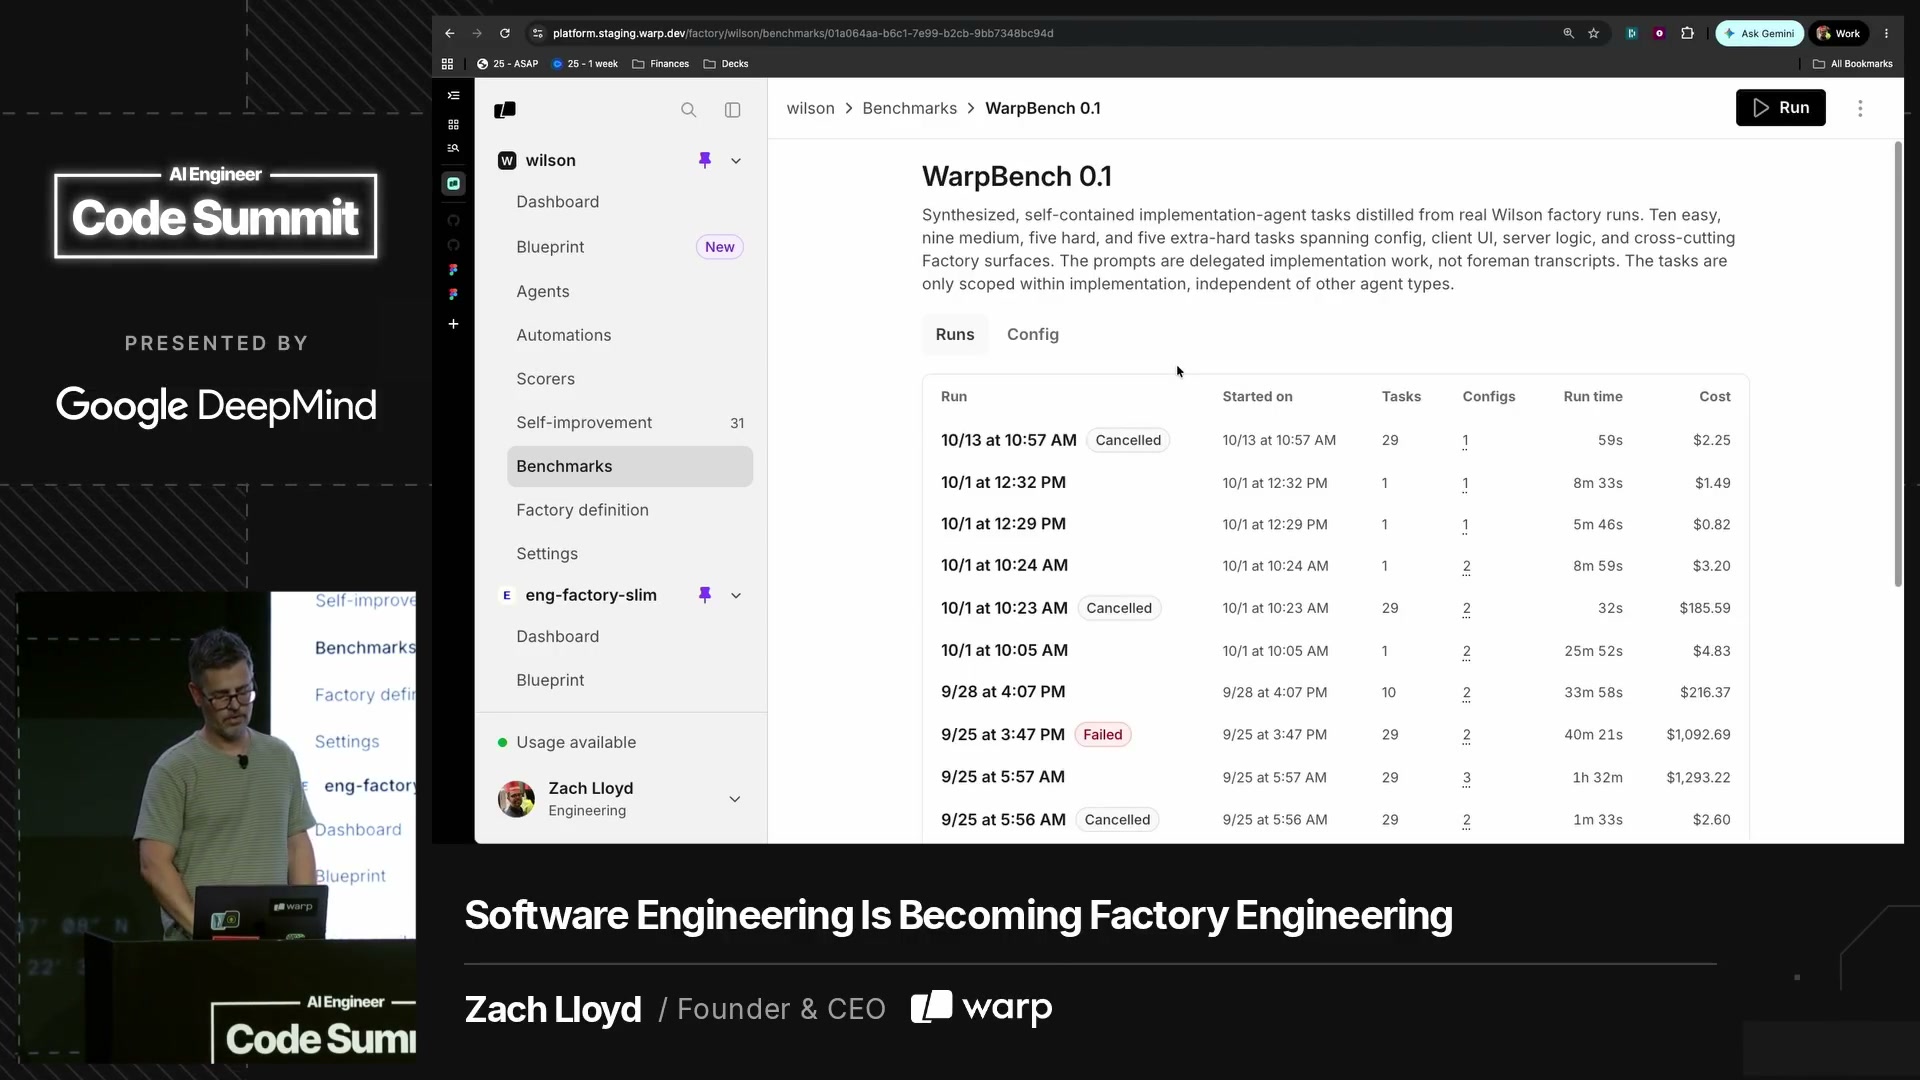 AI Engineer
Code Summit
PRESENTED BY
Google DeepMind
platform.staging.warp.dev/factory/wilson/benchmarks/01a064aa-b6c1-7e99-b2cb-9bb7348bc94d
Ask Gemini
Work
25 - ASAP
25 - 1 week
Finances
Decks
All Bookmarks
W wilson
Dashboard
Blueprint New
Agents
Automations
Scorers
Self-improvement 31
Benchmarks
Factory definition
Settings
E eng-factory-slim
Dashboard
Blueprint
Usage available
Zach Lloyd
Engineering
wilson > Benchmarks > WarpBench 0.1
Run
WarpBench 0.1
Synthesized, self-contained implementation-agent tasks distilled from real Wilson factory runs. Ten easy,
nine medium, five hard, and five extra-hard tasks spanning config, client UI, server logic, and cross-cutting
Factory surfaces. The prompts are delegated implementation work, not foreman transcripts. The tasks are
only scoped within implementation, independent of other agent types.
Runs Config
Run Started on Tasks Configs Run time Cost
10/13 at 10:57 AM Cancelled 10/13 at 10:57 AM 29 1 59s $2.25
10/1 at 12:32 PM 10/1 at 12:32 PM 1 1 8m 33s $1.49
10/1 at 12:29 PM 10/1 at 12:29 PM 1 1 5m 46s $0.82
10/1 at 10:24 AM 10/1 at 10:24 AM 1 2 8m 59s $3.20
10/1 at 10:23 AM Cancelled 10/1 at 10:23 AM 29 2 32s $185.59
10/1 at 10:05 AM 10/1 at 10:05 AM 1 2 25m 52s $4.83
9/28 at 4:07 PM 9/28 at 4:07 PM 10 2 33m 58s $216.37
9/25 at 3:47 PM Failed 9/25 at 3:47 PM 29 2 40m 21s $1,092.69
9/25 at 5:57 AM 9/25 at 5:57 AM 29 3 1h 32m $1,293.22
9/25 at 5:56 AM Cancelled 9/25 at 5:56 AM 29 2 1m 33s $2.60
Self-improve
Benchmarks
Factory defi
Settings
eng-factory
Dashboard
Blueprint
warp
AI Engineer
Code Sum
Software Engineering Is Becoming Factory Engineering
Zach Lloyd / Founder & CEO warp